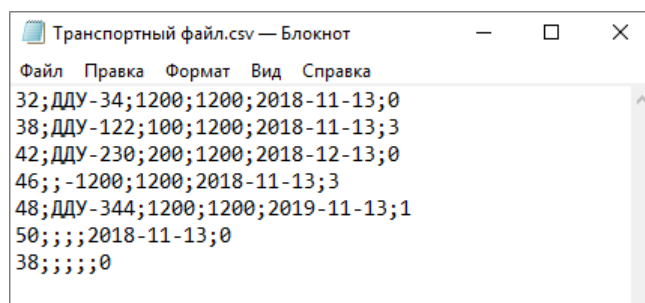 Транспортный файл.csv — Блокнот
Файл Правка Формат Вид Справка
32;ДДУ-34;1200;1200;2018-11-13;0
38;ДДУ-122;100;1200;2018-11-13;3
42;ДДУ-230;200;1200;2018-12-13;0
46;;-1200;1200;2018-11-13;3
48;ДДУ-344;1200;1200;2019-11-13;1
50;;;;2018-11-13;0
38;;;;;0